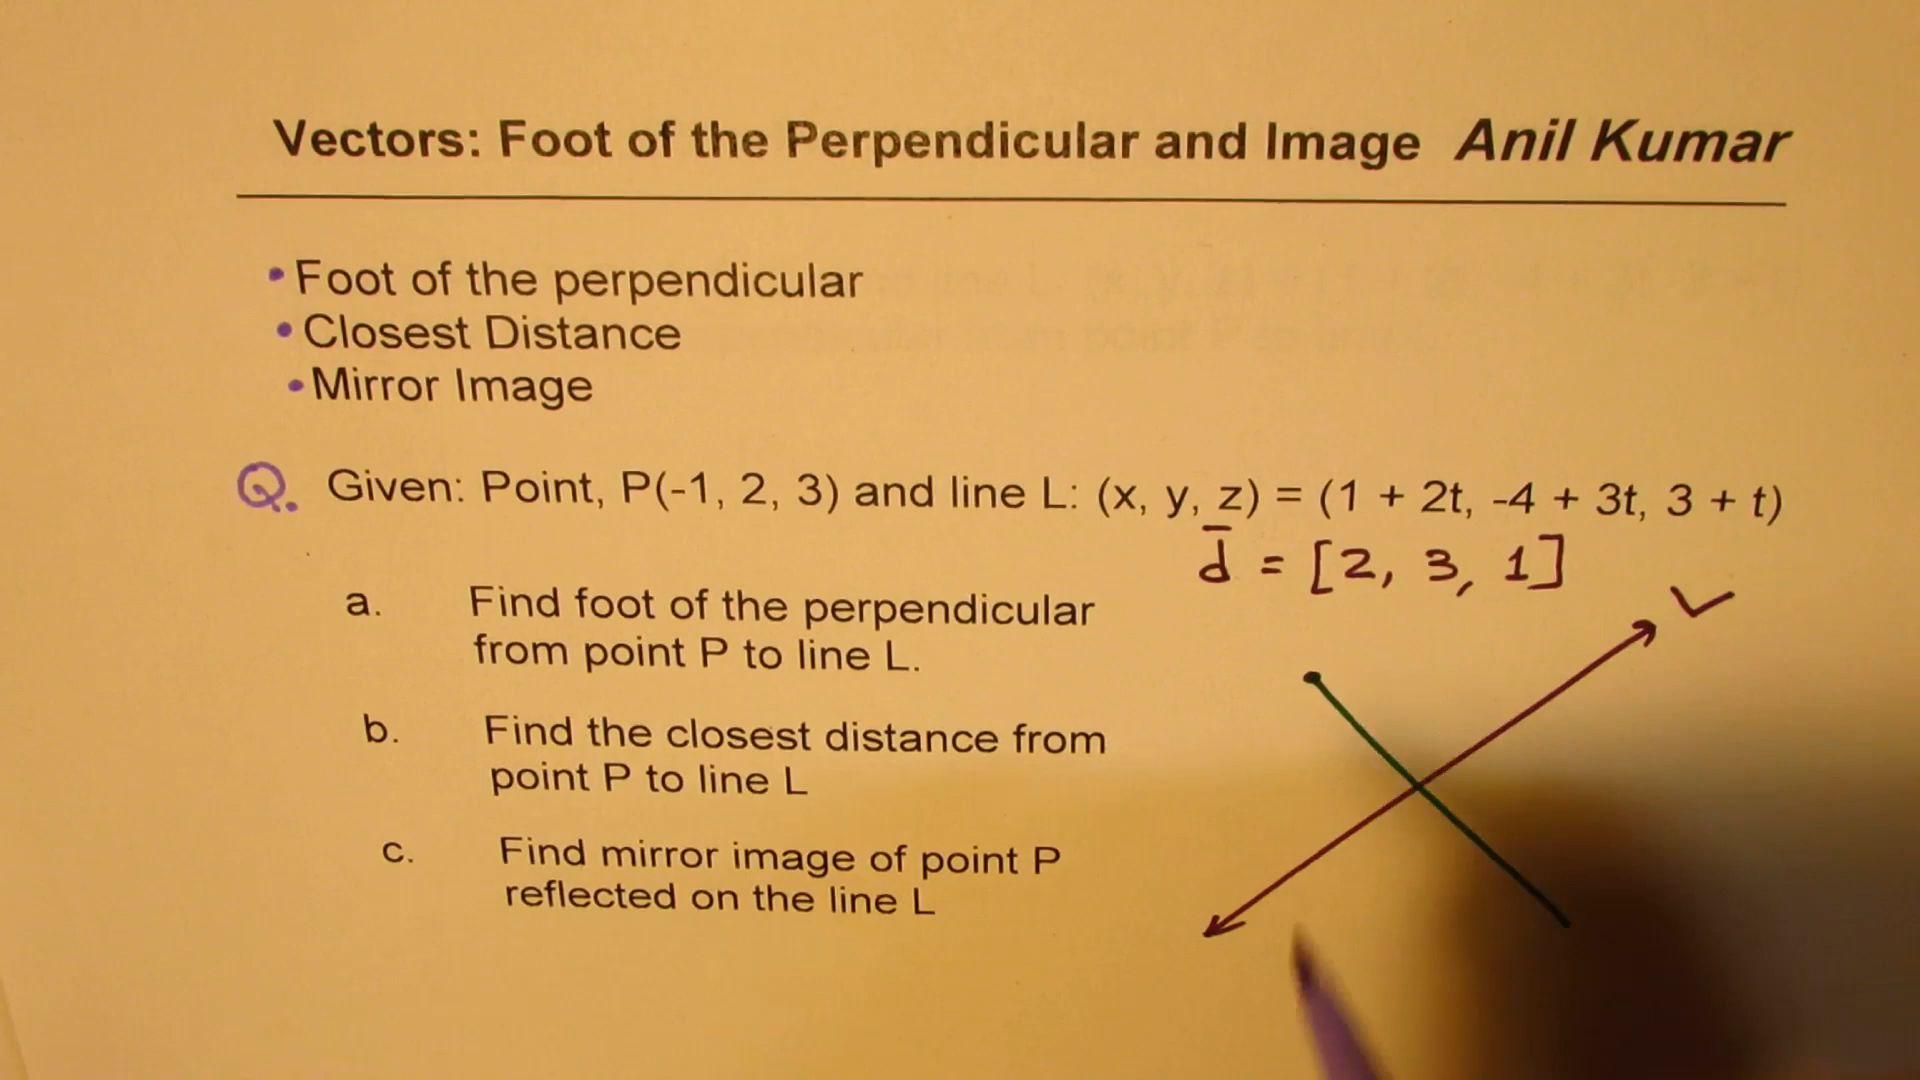 Vectors: Foot of the Perpendicular and Image Anil Kumar
• Foot of the perpendicular
• Closest Distance
• Mirror Image
Q. Given: Point, P(-1, 2, 3) and line L: (x, y, z) = (1 + 2t, -4 + 3t, 3 + t)
d̅ = [2, 3, 1]
a. Find foot of the perpendicular
from point P to line L.
b. Find the closest distance from
point P to line L
c. Find mirror image of point P
reflected on the line L
L